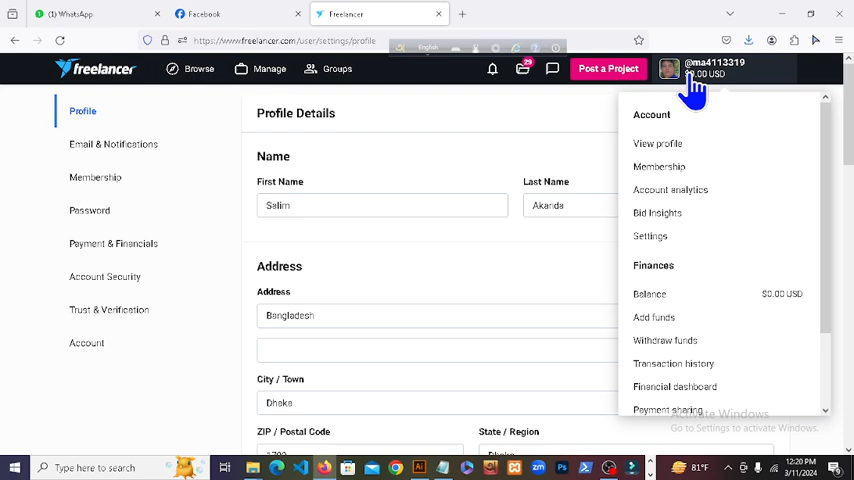 (1) WhatsApp
Facebook
Freelancer
https://www.freelancer.com/user/settings/profile
English
freelancer
Browse
Manage
Groups
29
Post a Project
@ma4113319
$0.00 USD
Profile
Email & Notifications
Membership
Password
Payment & Financials
Account Security
Trust & Verification
Account
Profile Details
Name
First Name
Last Name
Salim
Akanda
Address
Address
Bangladesh
City / Town
Dhaka
ZIP / Postal Code
State / Region
Account
View profile
Membership
Account analytics
Bid Insights
Settings
Finances
Balance
$0.00 USD
Add funds
Withdraw funds
Transaction history
Financial dashboard
Payment sharing
Activate Windows
Go to Settings to activate Windows.
Type here to search
81°F
12:20 PM
3/11/2024